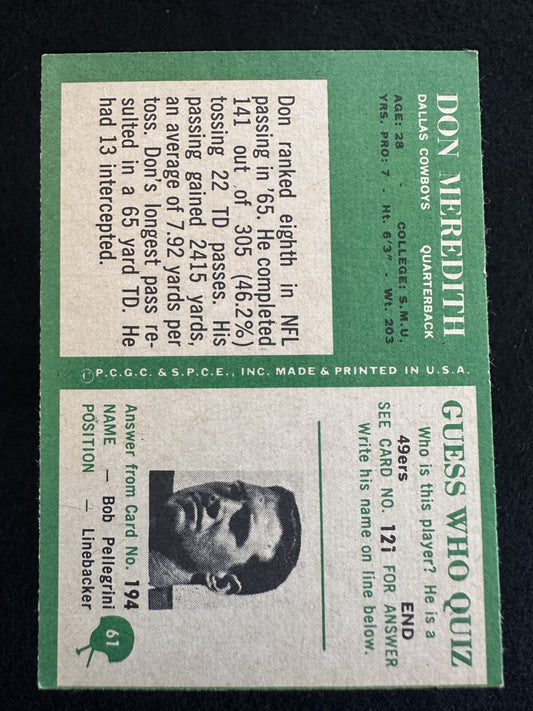 DON MEREDITH
DALLAS COWBOYS QUARTERBACK
AGE: 28 COLLEGE: S.M.U.
YRS. PRO: 7 . Ht. 6'3" . Wt. 203
Don ranked eighth in NFL
passing in '65. He completed
141 out of 305 (46.2%)
tossing 22 TD passes. His
passing gained 2415 yards,
an average of 7.92 yards per
toss. Don's longest pass re-
sulted in a 65 yard TD. He
had 13 intercepted.
©P.C.G.C. & S.P.C.E., INC. MADE & PRINTED IN U.S.A.
GUESS WHO QUIZ
Who is this player? He is a
49ers END
SEE CARD NO. 121 FOR ANSWER
Write his name on line below.
Answer from Card No. 194
NAME — Bob Pellegrini
POSITION — Linebacker
61